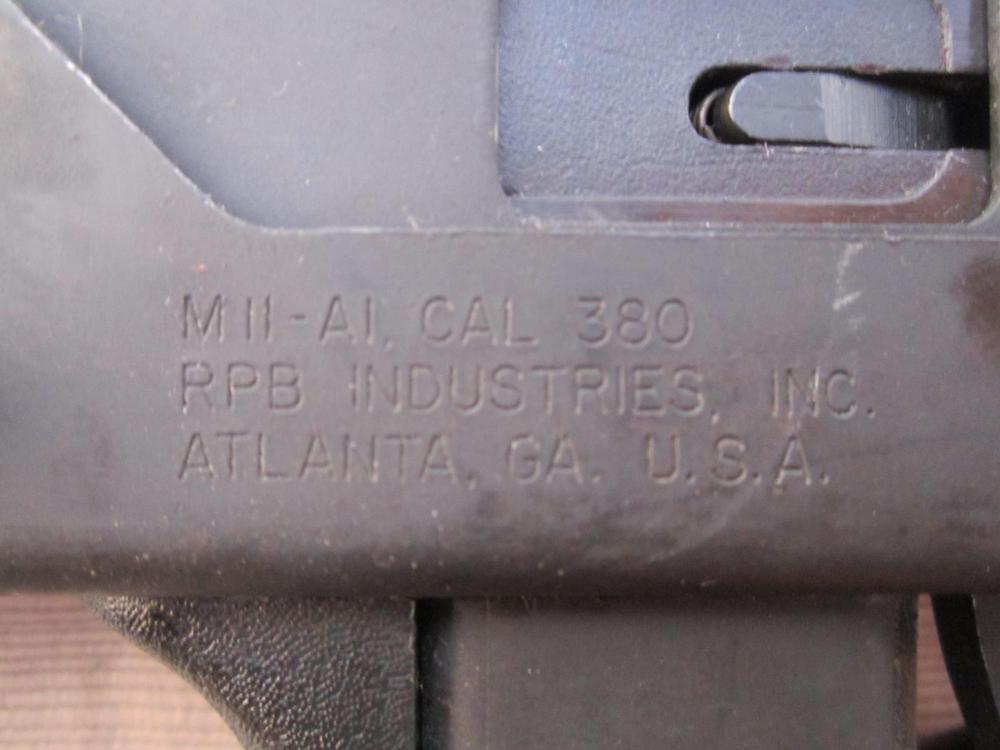 M11-A1, CAL 380
RPB INDUSTRIES, INC.
ATLANTA, GA. U.S.A.